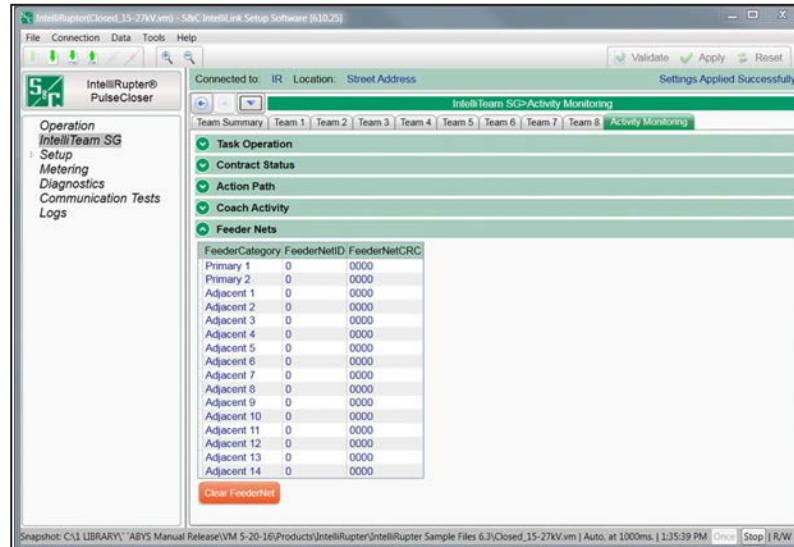 IntelliRupter(Closed_15-27kV.vm) - S&C IntelliLink Setup Software [610.25]
File Connection Data Tools Help
Validate Apply Reset
S&C IntelliRupter® PulseCloser
Connected to: IR Location: Street Address Settings Applied Successfully
IntelliTeam SG>Activity Monitoring
Team Summary Team 1 Team 2 Team 3 Team 4 Team 5 Team 6 Team 7 Team 8 Activity Monitoring
Operation
IntelliTeam SG
Setup
Metering
Diagnostics
Communication Tests
Logs
Task Operation
Contract Status
Action Path
Coach Activity
Feeder Nets
FeederCategory FeederNetID FeederNetCRC
Primary 1 0 0000
Primary 2 0 0000
Adjacent 1 0 0000
Adjacent 2 0 0000
Adjacent 3 0 0000
Adjacent 4 0 0000
Adjacent 5 0 0000
Adjacent 6 0 0000
Adjacent 7 0 0000
Adjacent 8 0 0000
Adjacent 9 0 0000
Adjacent 10 0 0000
Adjacent 11 0 0000
Adjacent 12 0 0000
Adjacent 13 0 0000
Adjacent 14 0 0000
Clear FeederNet
Snapshot: C:\1 LIBRARY\``ABYS Manual Release\VM 5-20-16\Products\IntelliRupter\IntelliRupter Sample Files 6.3\Closed_15-27kV.vm | Auto, at 1000ms. | 1:35:39 PM Once Stop | R/W